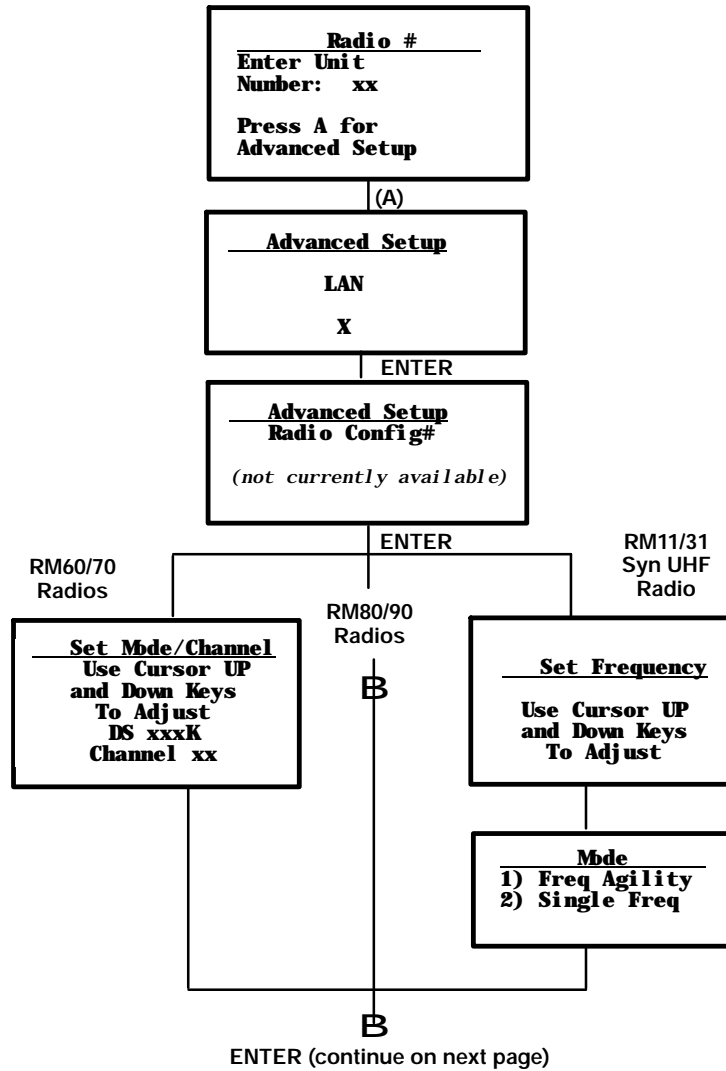 Radio #
Enter Unit
Number: xx
Press A for
Advanced Setup
(A)
Advanced Setup
LAN
X
ENTER
Advanced Setup
Radio Config#
(not currently available)
ENTER
RM60/70
Radios
RM80/90
Radios
RM11/31
Syn UHF
Radio
Set Mode/Channel
Use Cursor UP
and Down Keys
To Adjust
DS xxxK
Channel xx
B
Set Frequency
Use Cursor UP
and Down Keys
To Adjust
Mode
1) Freq Agility
2) Single Freq
B
ENTER (continue on next page)